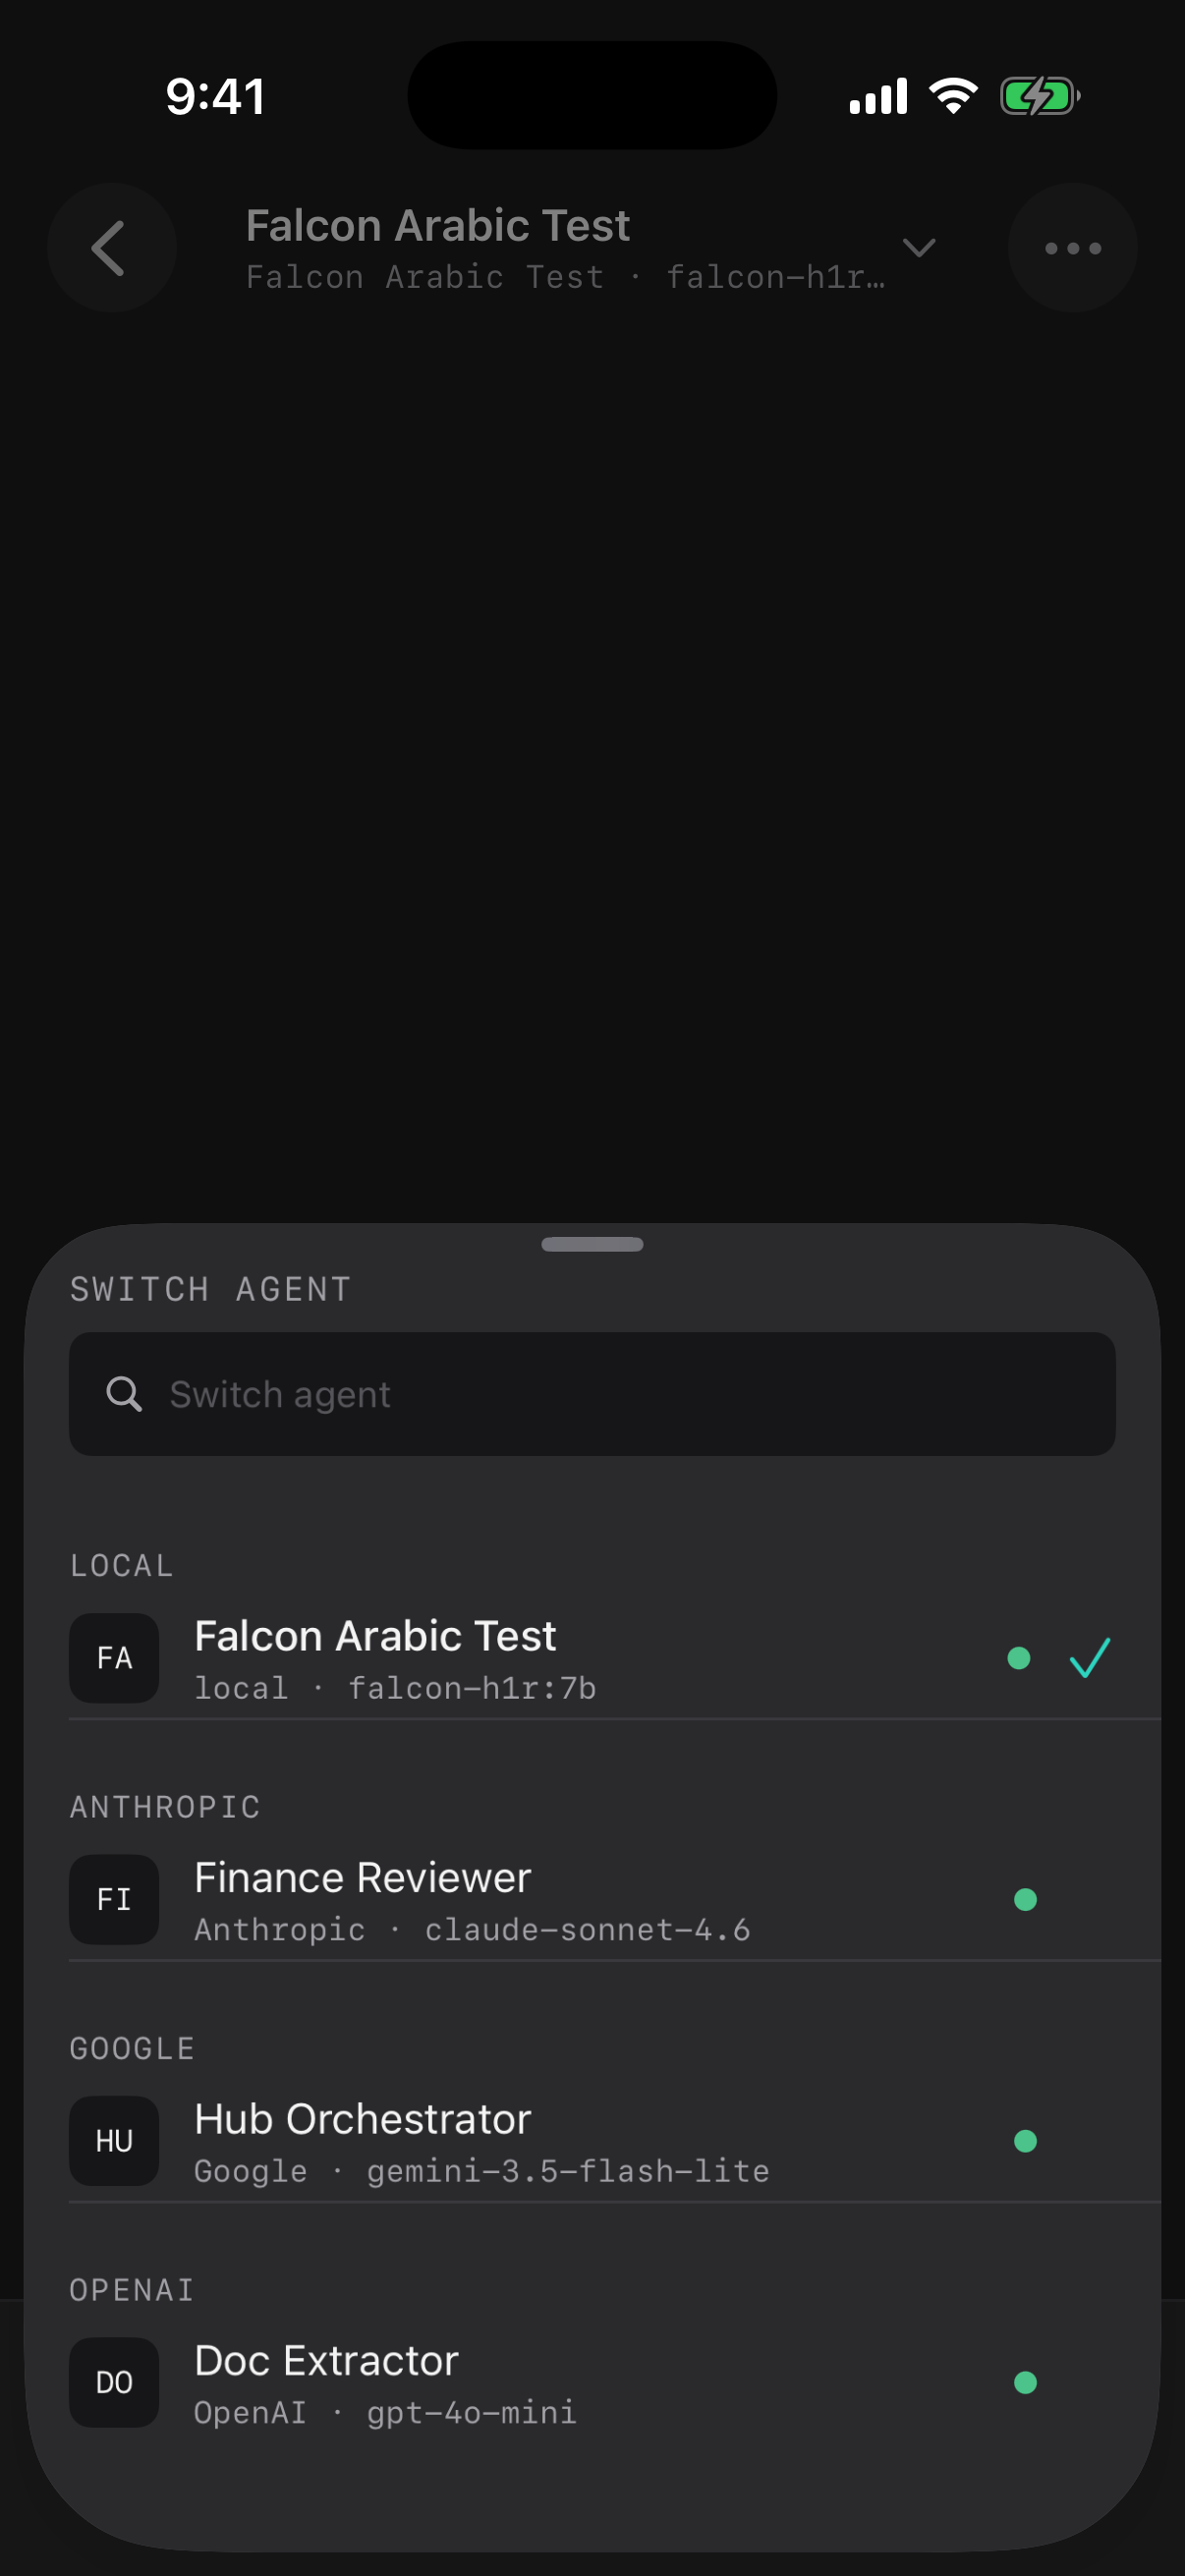 9:41
Falcon Arabic Test
Falcon Arabic Test · falcon-h1r…
SWITCH AGENT
Switch agent
LOCAL
FA
Falcon Arabic Test
local · falcon-h1r:7b
ANTHROPIC
FI
Finance Reviewer
Anthropic · claude-sonnet-4.6
GOOGLE
HU
Hub Orchestrator
Google · gemini-3.5-flash-lite
OPENAI
DO
Doc Extractor
OpenAI · gpt-4o-mini